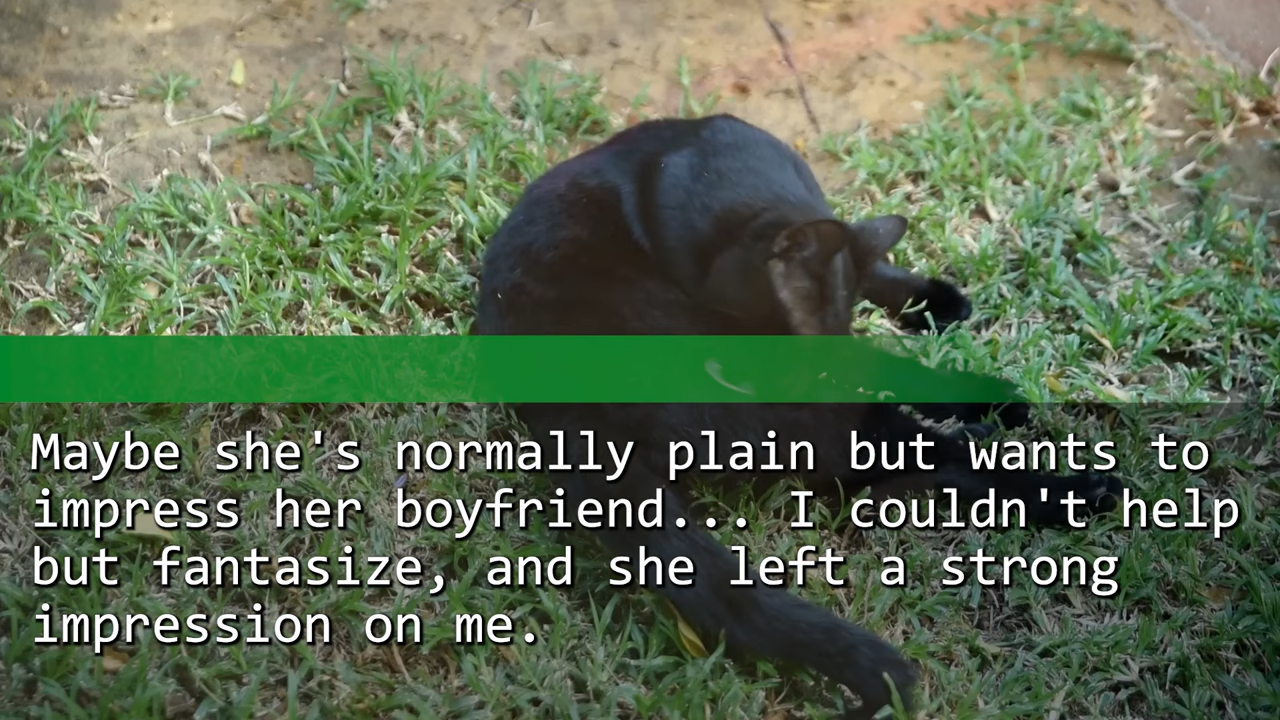 Maybe she's normally plain but wants to
impress her boyfriend... I couldn't help
but fantasize, and she left a strong
impression on me.